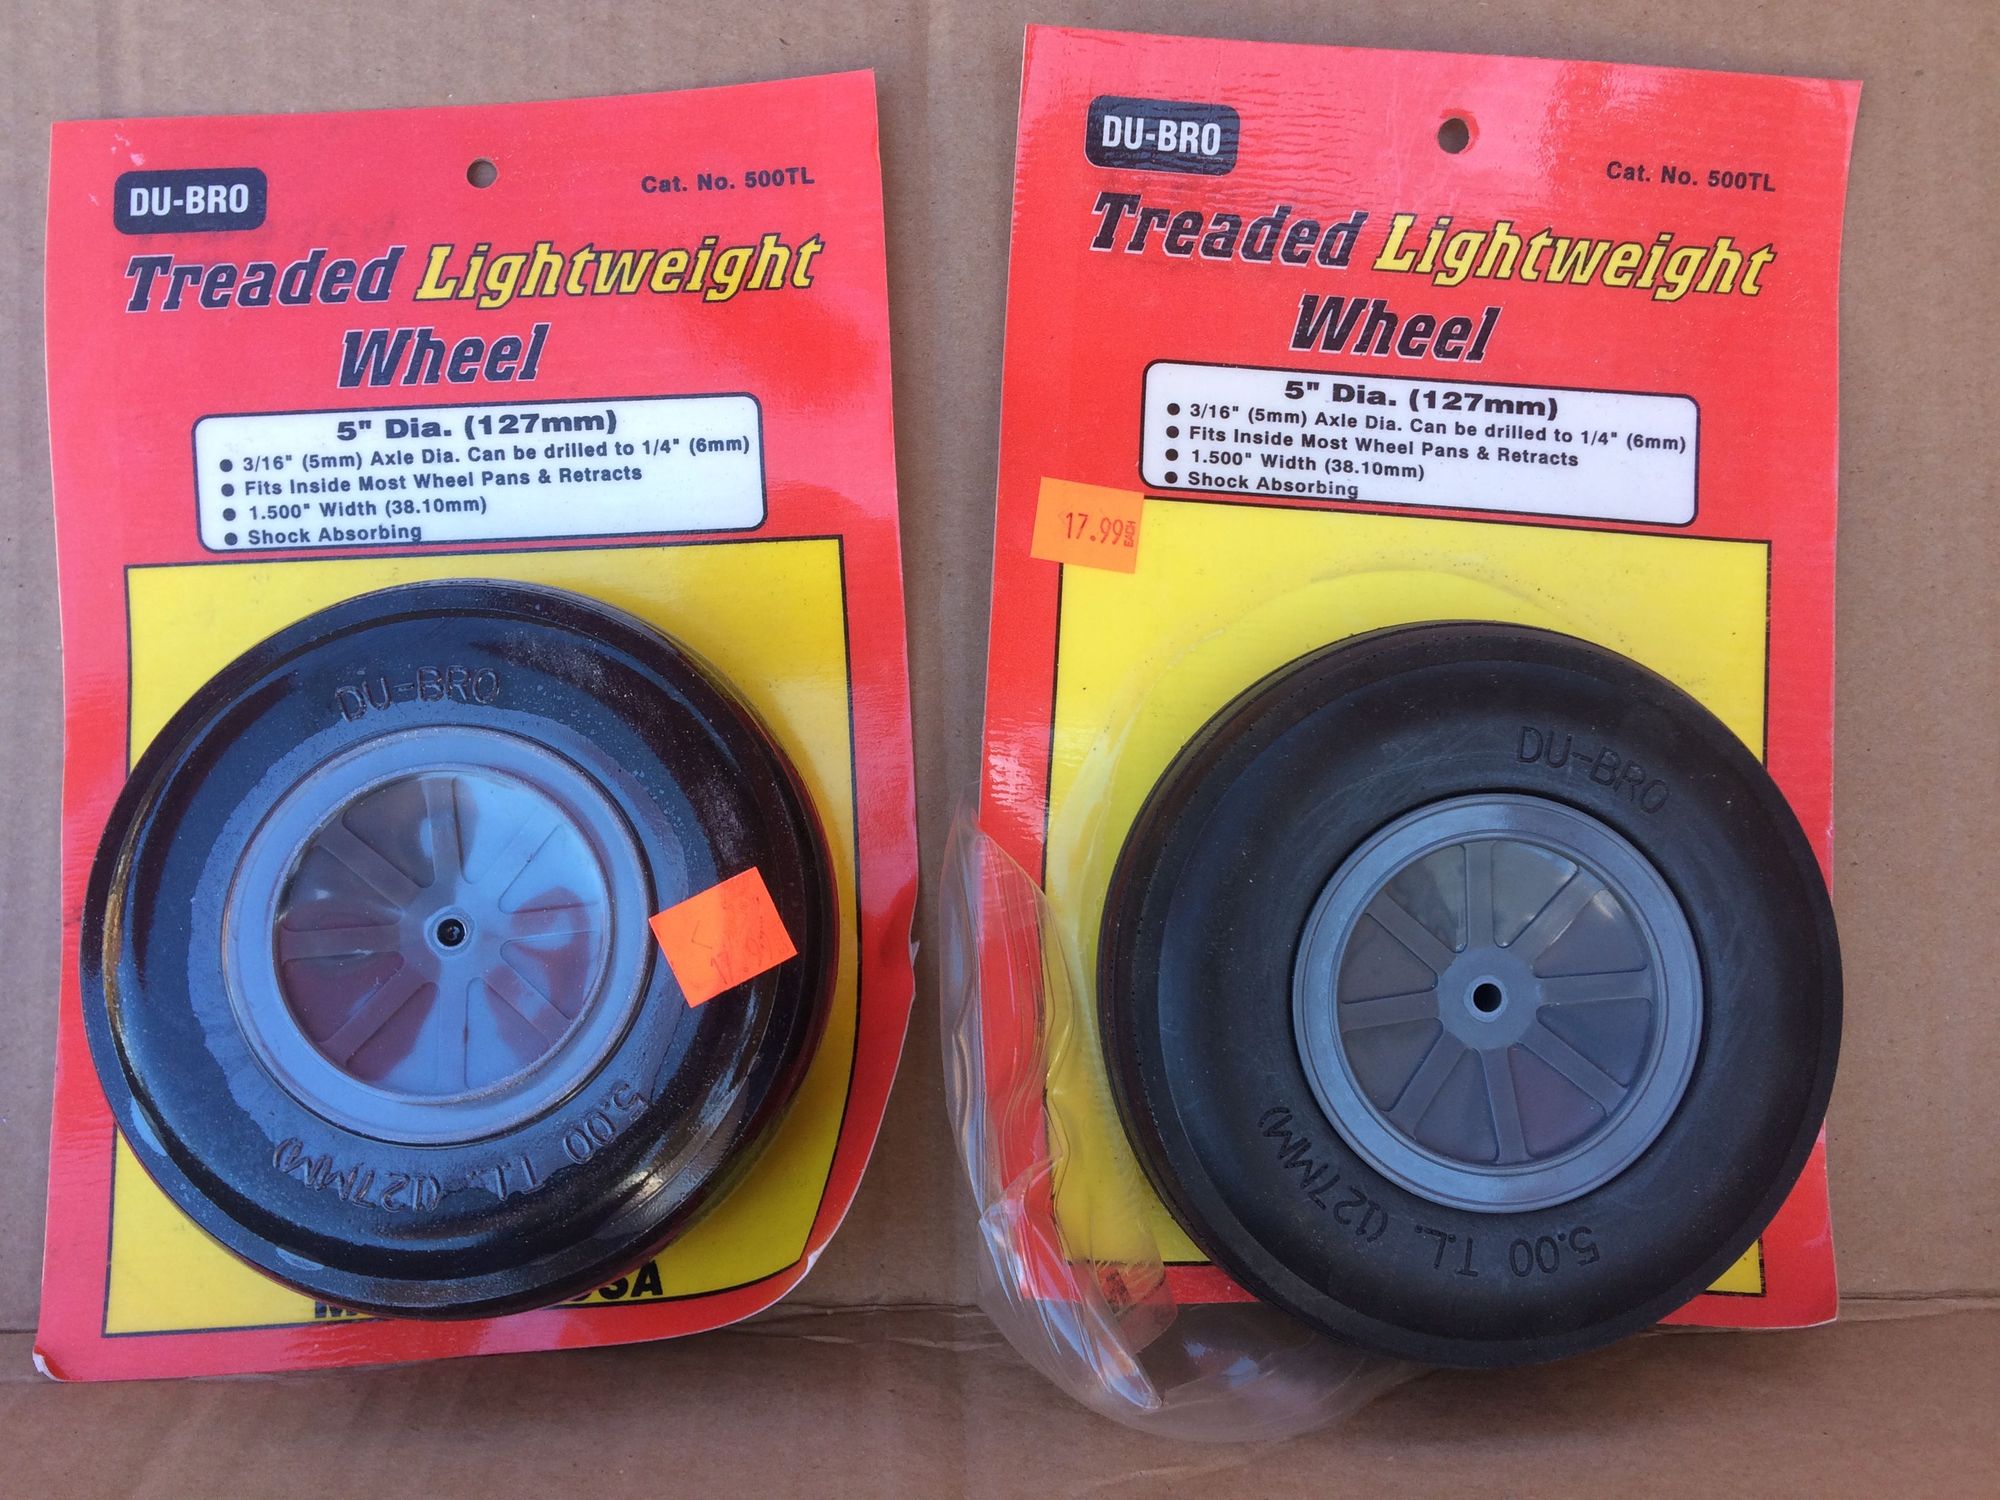 DU-BRO
Cat. No. 500TL
Treaded Lightweight
Wheel
5" Dia. (127mm)
● 3/16" (5mm) Axle Dia. Can be drilled to 1/4" (6mm)
● Fits Inside Most Wheel Pans & Retracts
● 1.500" Width (38.10mm)
● Shock Absorbing
DU-BRO
5.00 T.L. (127MM)
DU-BRO
Cat. No. 500TL
Treaded Lightweight
Wheel
5" Dia. (127mm)
● 3/16" (5mm) Axle Dia. Can be drilled to 1/4" (6mm)
● Fits Inside Most Wheel Pans & Retracts
● 1.500" Width (38.10mm)
● Shock Absorbing
17.99 EACH
DU-BRO
5.00 T.L. (127MM)